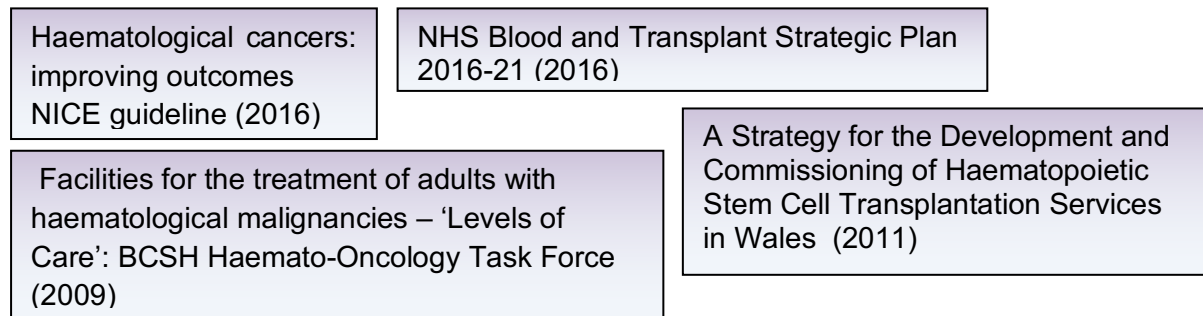 Haematological cancers:
improving outcomes
NICE guideline (2016)
NHS Blood and Transplant Strategic Plan
2016-21 (2016)
A Strategy for the Development and
Commissioning of Haematopoietic
Stem Cell Transplantation Services
in Wales (2011)
Facilities for the treatment of adults with
haematological malignancies – ‘Levels of
Care’: BCSH Haemato-Oncology Task Force
(2009)